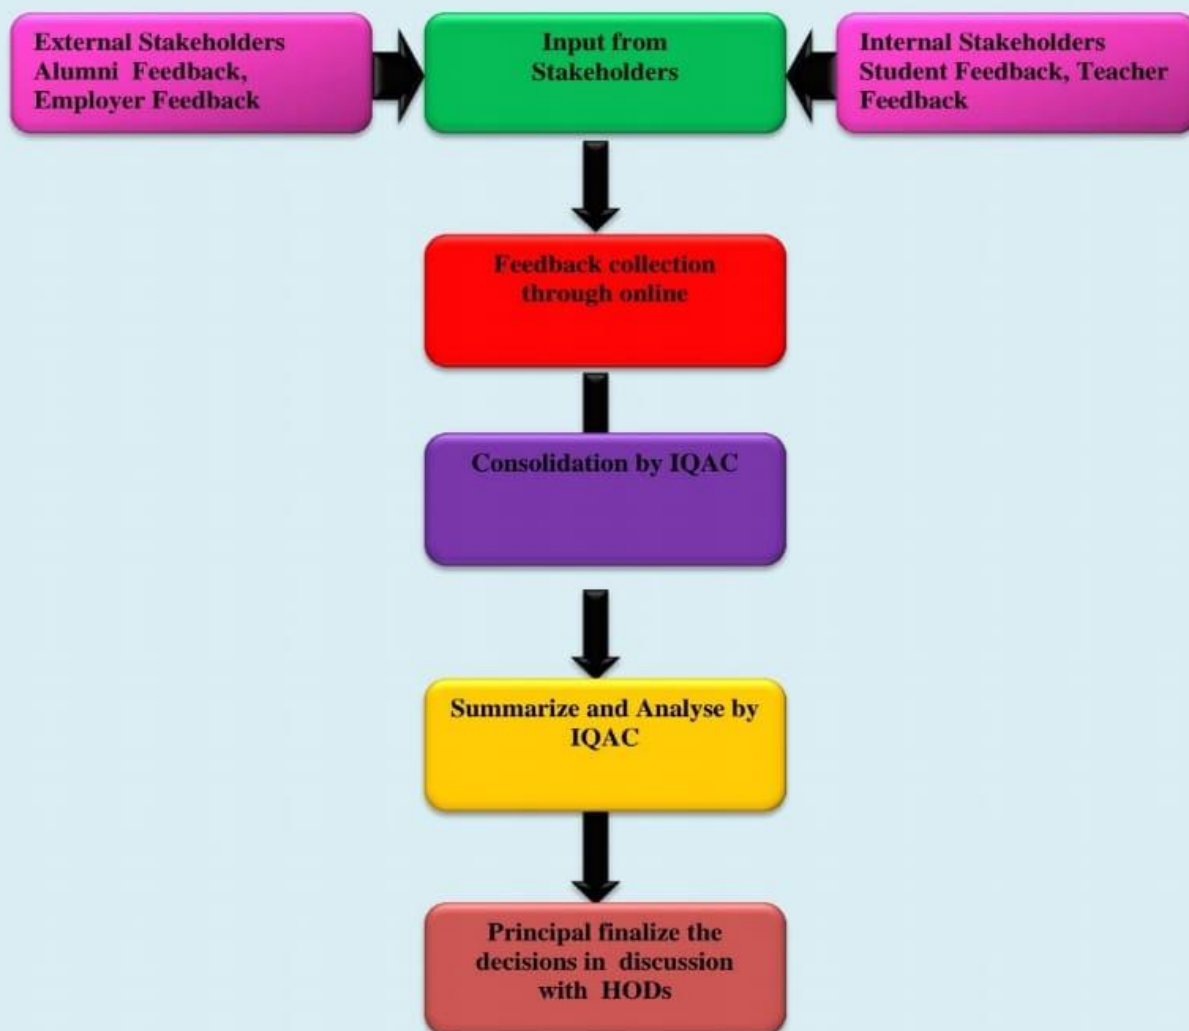 External Stakeholders
Alumni Feedback,
Employer Feedback
Input from
Stakeholders
Internal Stakeholders
Student Feedback, Teacher
Feedback
Feedback collection
through online
Consolidation by IQAC
Summarize and Analyse by
IQAC
Principal finalize the
decisions in discussion
with HODs